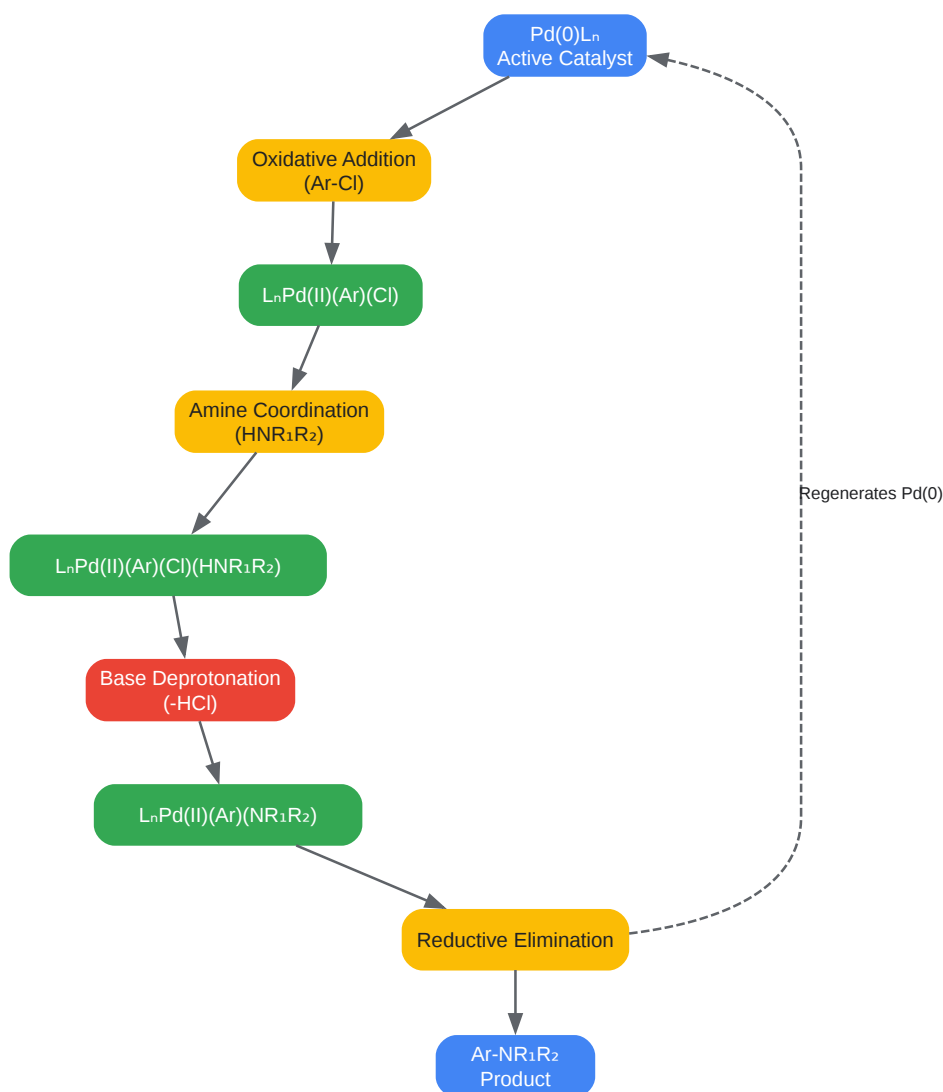 Pd(0)Lₙ
Active Catalyst
Oxidative Addition
(Ar-Cl)
LₙPd(II)(Ar)(Cl)
Amine Coordination
(HNR₁R₂)
Regenerates Pd(0)
LₙPd(II)(Ar)(Cl)(HNR₁R₂)
Base Deprotonation
(-HCl)
LₙPd(II)(Ar)(NR₁R₂)
Reductive Elimination
Ar-NR₁R₂
Product